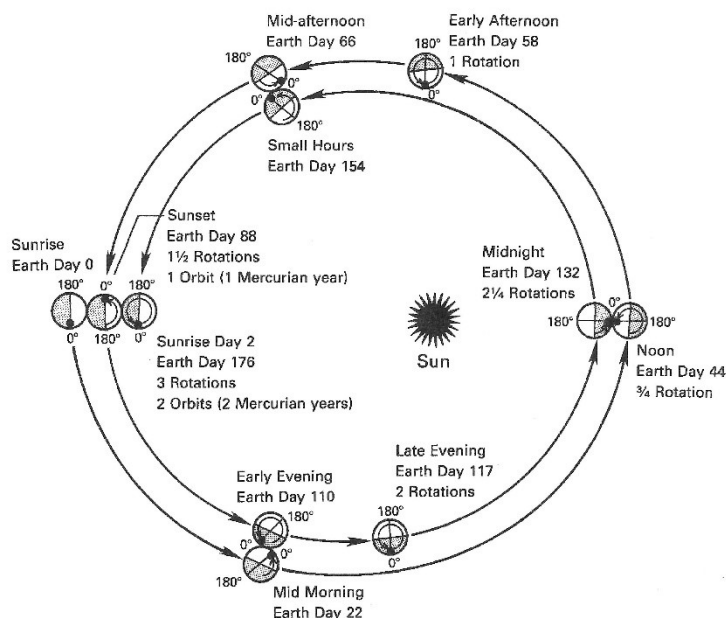 Mid-afternoon
Earth Day 66
180°
0°
Early Afternoon
Earth Day 58
1 Rotation
180°
0°
0°
180°
Small Hours
Earth Day 154
Sunrise
Earth Day 0
180°
0°
Sunset
Earth Day 88
1½ Rotations
1 Orbit (1 Mercurian year)
0°
180°
180°
0°
Sunrise Day 2
Earth Day 176
3 Rotations
2 Orbits (2 Mercurian years)
Sun
Midnight
Earth Day 132
2¼ Rotations
180°
0°
180°
Noon
Earth Day 44
¾ Rotation
Early Evening
Earth Day 110
180°
0°
Late Evening
Earth Day 117
2 Rotations
180°
0°
0°
180°
Mid Morning
Earth Day 22